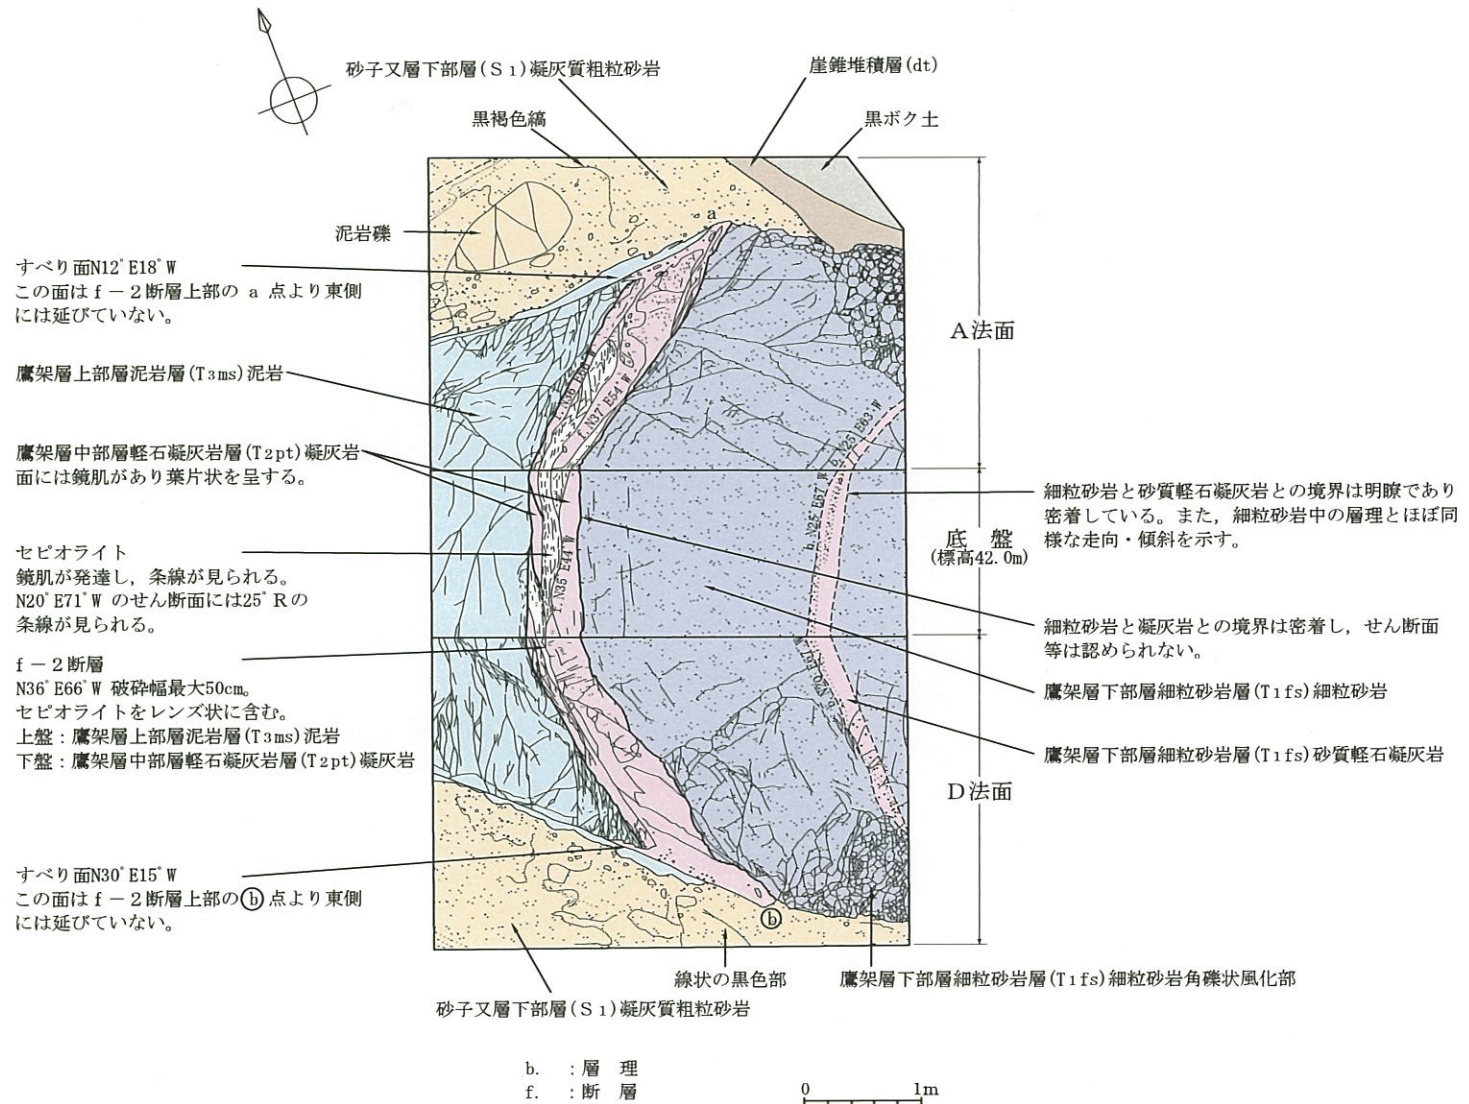 砂子又層下部層(S1)凝灰質粗粒砂岩
崖錐堆積層(dt)
黒褐色縞
黒ボク土
a
泥岩礫
すべり面N12°E18°W
この面はf－2断層上部の a 点より東側
には延びていない。
A法面
鷹架層上部層泥岩層(T3ms)泥岩
f. N36°E66°W
f. N37°E54°W
b. N25°E63°W
鷹架層中部層軽石凝灰岩層(T2pt)凝灰岩
面には鏡肌があり葉片状を呈する。
b. N25°E67°W
細粒砂岩と砂質軽石凝灰岩との境界は明瞭であり
密着している。また，細粒砂岩中の層理とほぼ同
様な走向・傾斜を示す。
底　盤
(標高42.0m)
セピオライト
鏡肌が発達し，条線が見られる。
N20°E71°W のせん断面には25°Rの
条線が見られる。
f. N35°E44°W
細粒砂岩と凝灰岩との境界は密着し，せん断面
等は認められない。
f－2断層
N36°E66°W 破砕幅最大50cm。
セピオライトをレンズ状に含む。
上盤：鷹架層上部層泥岩層(T3ms)泥岩
下盤：鷹架層中部層軽石凝灰岩層(T2pt)凝灰岩
b. N20°E67°W
鷹架層下部層細粒砂岩層(T1fs)細粒砂岩
鷹架層下部層細粒砂岩層(T1fs)砂質軽石凝灰岩
D法面
すべり面N30°E15°W
この面はf－2断層上部のⓑ点より東側
には延びていない。
ⓑ
線状の黒色部
鷹架層下部層細粒砂岩層(T1fs)細粒砂岩角礫状風化部
砂子又層下部層(S1)凝灰質粗粒砂岩
b. ：層　理
f. ：断　層
0 1m